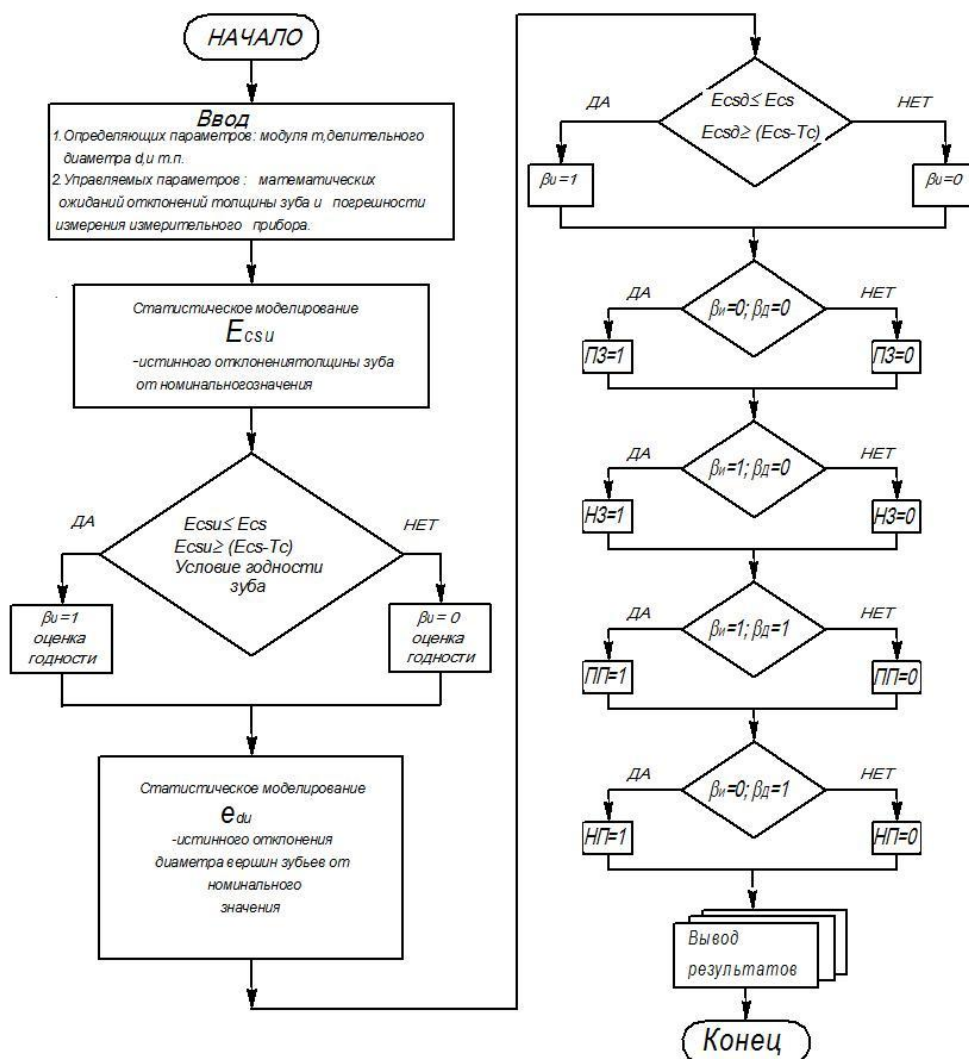 НАЧАЛО
Ввод
1. Определяющих параметров: модуля m, делительного
диаметра d, и т.п.
2. Управляемых параметров : математических
ожиданий отклонений толщины зуба и погрешности
измерения измерительного прибора.
Статистическое моделирование
Ecsu
-истинного отклонениятолщины зуба
от номинальногозначения
ДА
НЕТ
Ecsu≤ Ecs
Ecsu≥ (Ecs-Tc)
Условие годности
зуба
βи=1
оценка
годности
βи= 0
оценка
годности
Статистическое моделирование
edu
-истинного отклонения
диаметра вершин зубьев от
номинального
значения
ДА
НЕТ
Ecsд≤ Ecs
Ecsд≥ (Ecs-Tc)
βи=1
βи=0
ДА
НЕТ
βи=0; βд=0
ПЗ=1
ПЗ=0
ДА
НЕТ
βи=1; βд=0
НЗ=1
НЗ=0
ДА
НЕТ
βи=1; βд=1
ПП=1
ПП=0
ДА
НЕТ
βи=0; βд=1
НП=1
НП=0
Вывод
результатов
Конец